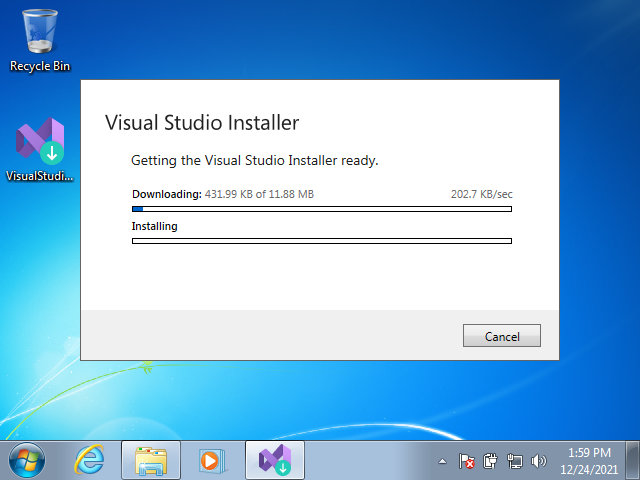 Recycle Bin
VisualStudi...
Visual Studio Installer
Getting the Visual Studio Installer ready.
Downloading: 431.99 KB of 11.88 MB 202.7 KB/sec
Installing
Cancel
1:59 PM
12/24/2021